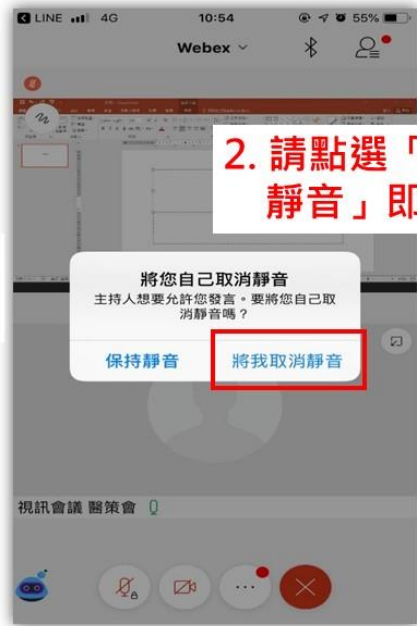 LINE 4G 10:54 55%
Webex
2. 請點選「
靜音」即
將您自己取消靜音
主持人想要允許您發言。要將您自己取
消靜音嗎？
保持靜音 將我取消靜音
視訊會議 醫策會